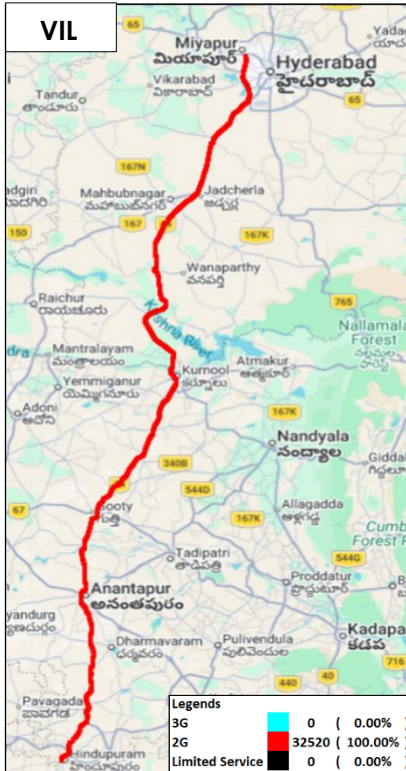 VIL
Miyapur
మియాపూర్
Hyderabad
హైదరాబాద్
65
Vikarabad
వికారాబాద్
Tandur
తాండూరు
65
167N
Mahbubnagar
మహబూబ్‌నగర్
Jadcherla
జడ్చర్ల
150
167
167K
Wanaparthy
వనపర్తి
Raichur
రాయచూరు
765
Krishna River
Nallamala
Forest
Mantralayam
మంత్రాలయం
Atmakur
ఆత్మకూర్
Kurnool
కర్నూలు
Yemmiganur
యెమ్మిగనూరు
Adoni
ఆదోని
167K
Nandyala
నంద్యాల
340B
544D
67
Gooty
గుత్తి
167K
Allagadda
ఆళ్లగడ్డ
544G
Tadipatri
తాడిపత్రి
Proddutur
ప్రొద్దుటూర్
Anantapur
అనంతపురం
Kadapa
కడప
Dharmavaram
ధర్మవరం
Pulivendula
పులివెందుల
716
440
40
Pavagada
పావగడ
Hindupuram
హిందూపురం
Legends
3G 0 ( 0.00% )
2G 32520 ( 100.00% )
Limited Service 0 ( 0.00% )